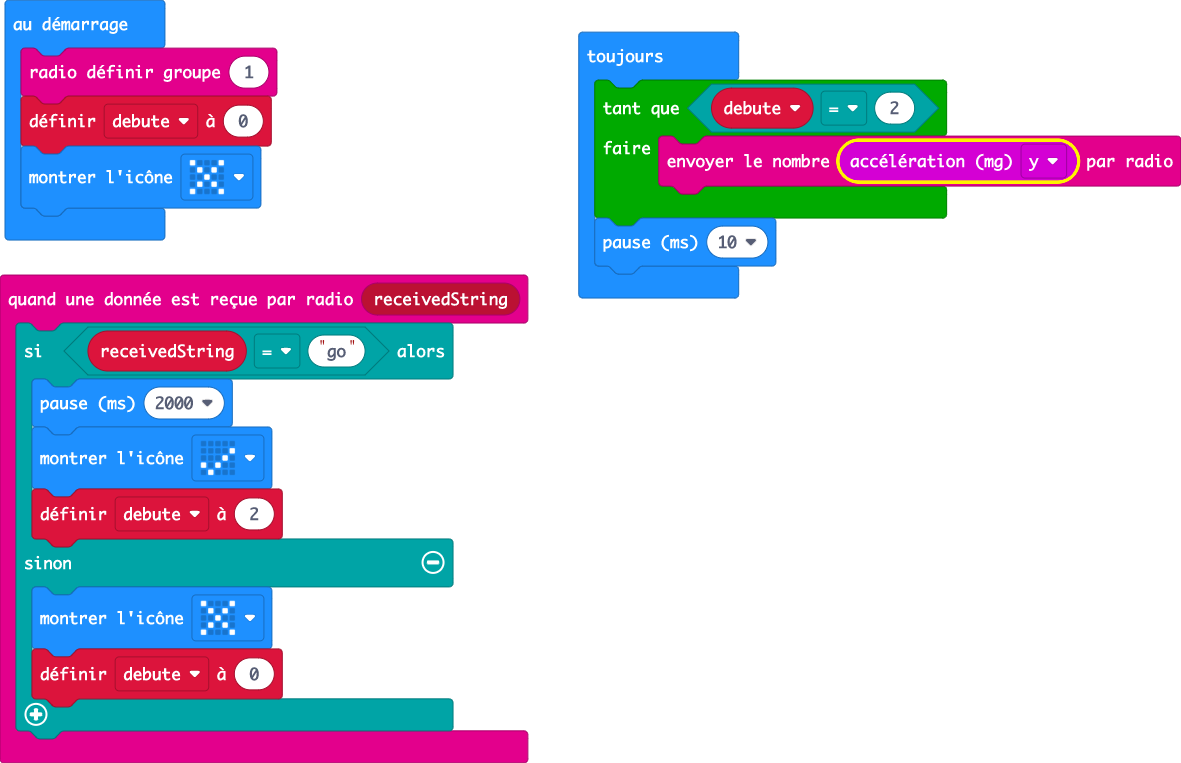 au démarrage
radio définir groupe 1
définir debute à 0
montrer l'icône
toujours
tant que debute = 2
faire envoyer le nombre accélération (mg) y par radio
pause (ms) 10
quand une donnée est reçue par radio receivedString
si receivedString = "go" alors
pause (ms) 2000
montrer l'icône
définir debute à 2
sinon
montrer l'icône
définir debute à 0